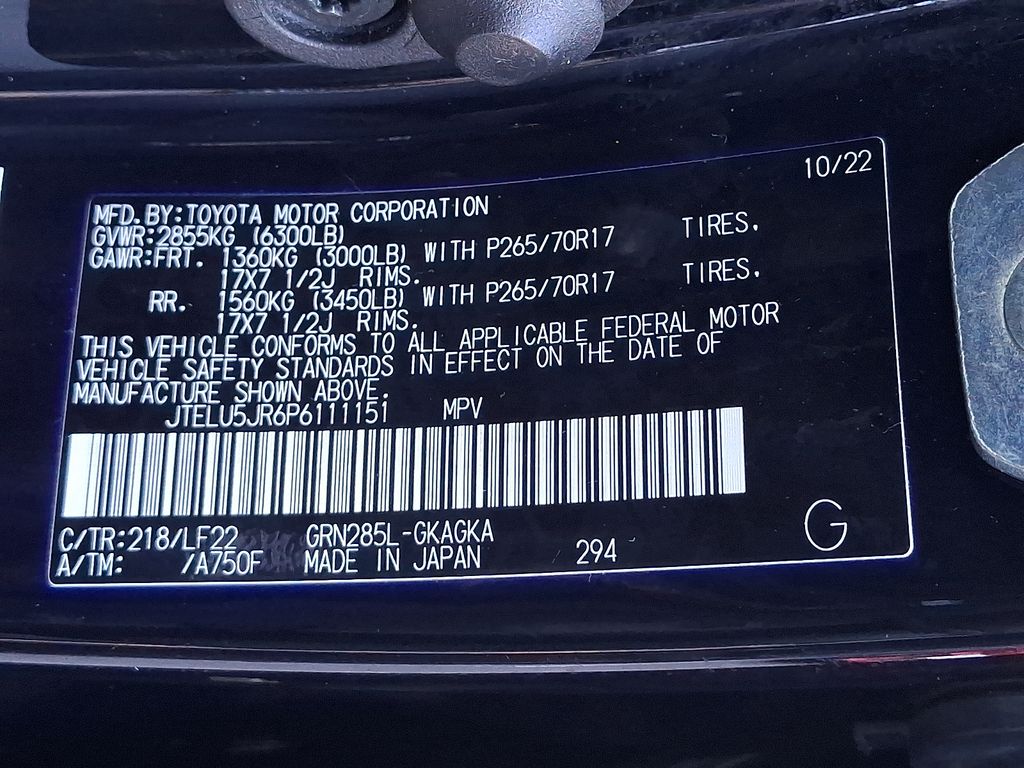 10/22
MFD.BY:TOYOTA MOTOR CORPORATION
GVWR:2855KG (6300LB)
GAWR:FRT. 1360KG (3000LB) WITH P265/70R17 TIRES,
17X7 1/2J RIMS.
RR. 1560KG (3450LB) WITH P265/70R17 TIRES,
17X7 1/2J RIMS.
THIS VEHICLE CONFORMS TO ALL APPLICABLE FEDERAL MOTOR
VEHICLE SAFETY STANDARDS IN EFFECT ON THE DATE OF
MANUFACTURE SHOWN ABOVE.
JTELU5JR6P6111151 MPV
C/TR:218/LF22 GRN285L-GKAGKA
A/TM: /A750F MADE IN JAPAN 294
G